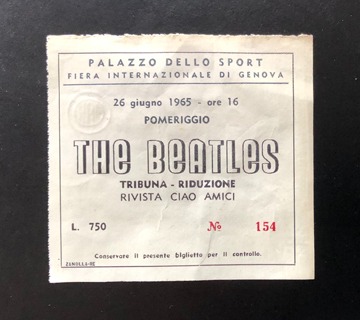 PALAZZO DELLO SPORT
FIERA INTERNAZIONALE DI GENOVA
26 giugno 1965 - ore 16
POMERIGGIO
THE BEATLES
TRIBUNA - RIDUZIONE
RIVISTA CIAO AMICI
L. 750 № 154
Conservare il presente biglietto per il controllo.